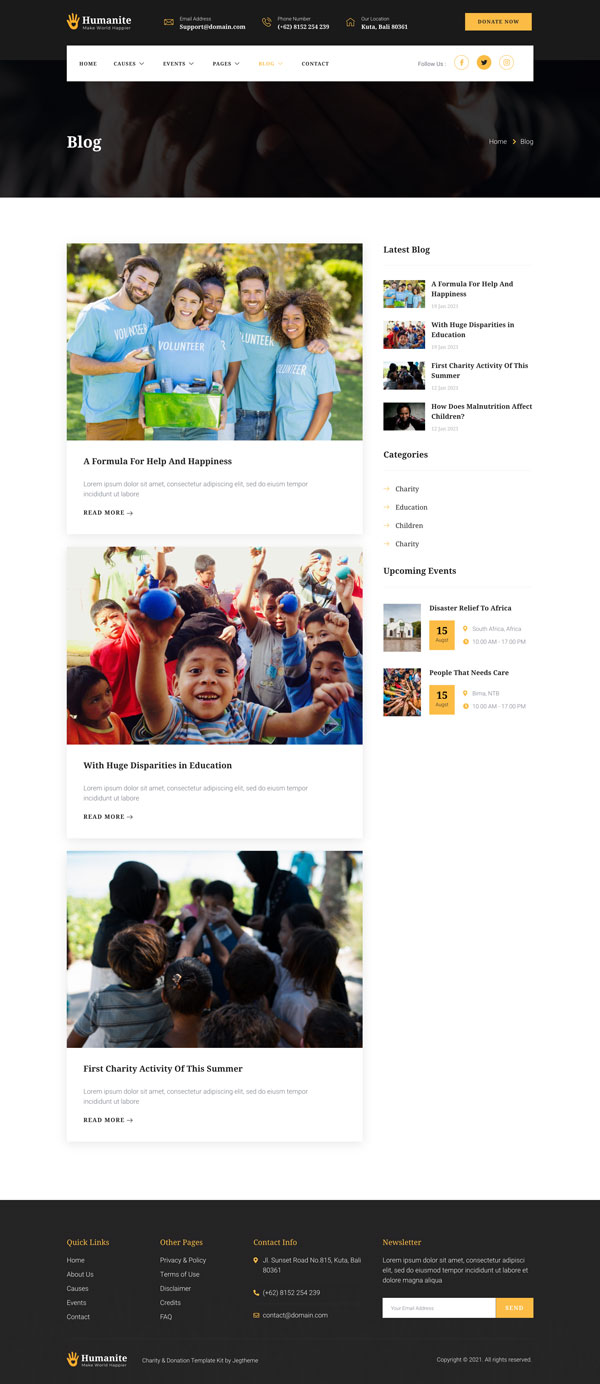 Humanite
Make World Happier
Email Address
Support@domain.com
Phone Number
(+62) 8152 254 239
Our Location
Kuta, Bali 80361
DONATE NOW
HOME
CAUSES
EVENTS
PAGES
BLOG
CONTACT
Follow Us :
Blog
Home
Blog
VOLUNTEER
VOLUNTEER
VOLUNTEER
VOLUNTEER
A Formula For Help And Happiness
Lorem ipsum dolor sit amet, consectetur adipiscing elit, sed do eiusm tempor
incididunt ut labore
READ MORE
With Huge Disparities in Education
Lorem ipsum dolor sit amet, consectetur adipiscing elit, sed do eiusm tempor
incididunt ut labore
READ MORE
First Charity Activity Of This Summer
Lorem ipsum dolor sit amet, consectetur adipiscing elit, sed do eiusm tempor
incididunt ut labore
READ MORE
Latest Blog
A Formula For Help And
Happiness
19 Jan 2023
With Huge Disparities in
Education
19 Jan 2023
First Charity Activity Of This
Summer
12 Jan 2023
How Does Malnutrition Affect
Children?
12 Jan 2023
Categories
Charity
Education
Children
Charity
Upcoming Events
Disaster Relief To Africa
15
Augst
South Africa, Africa
10.00 AM - 17.00 PM
People That Needs Care
15
Augst
Bima, NTB
10.00 AM - 17.00 PM
Quick Links
Home
About Us
Causes
Events
Contact
Other Pages
Privacy & Policy
Terms of Use
Disclaimer
Credits
FAQ
Contact Info
Jl. Sunset Road No.815, Kuta, Bali
80361
(+62) 8152 254 239
contact@domain.com
Newsletter
Lorem ipsum dolor sit amet, consectetur adipisci
elit, sed do eiusmod tempor incididunt ut labore et
dolore magna aliqua
Your Email Address
SEND
Humanite
Make World Happier
Charity & Donation Template Kit by Jegtheme
Copyright © 2021. All rights reserved.